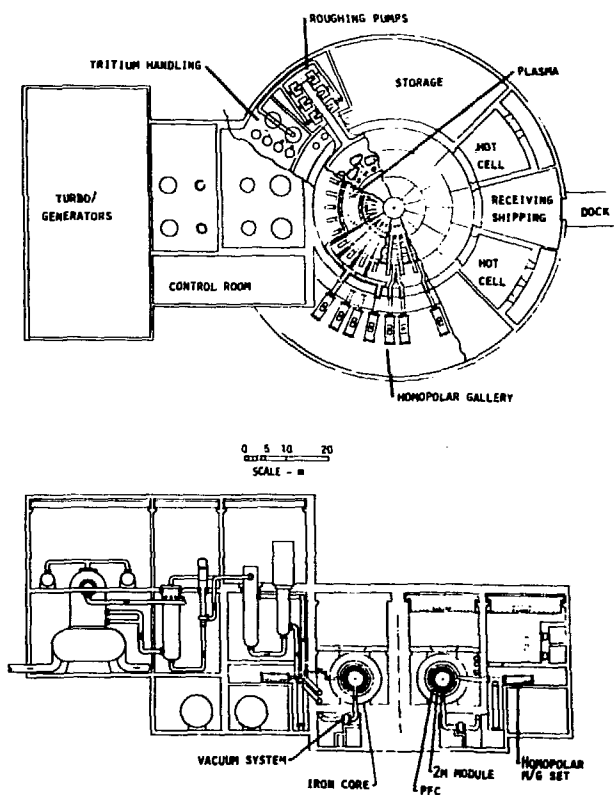 ROUGHING PUMPS
TRITIUM HANDLING
PLASMA
STORAGE
HOT
CELL
TURBO/
GENERATORS
RECEIVING
SHIPPING
DOCK
CONTROL ROOM
HOT
CELL
HOMOPOLAR GALLERY
0 5 10 20
SCALE - m
VACUUM SYSTEM
IRON CORE
PFC
2M MODULE
HOMOPOLAR
M/G SET